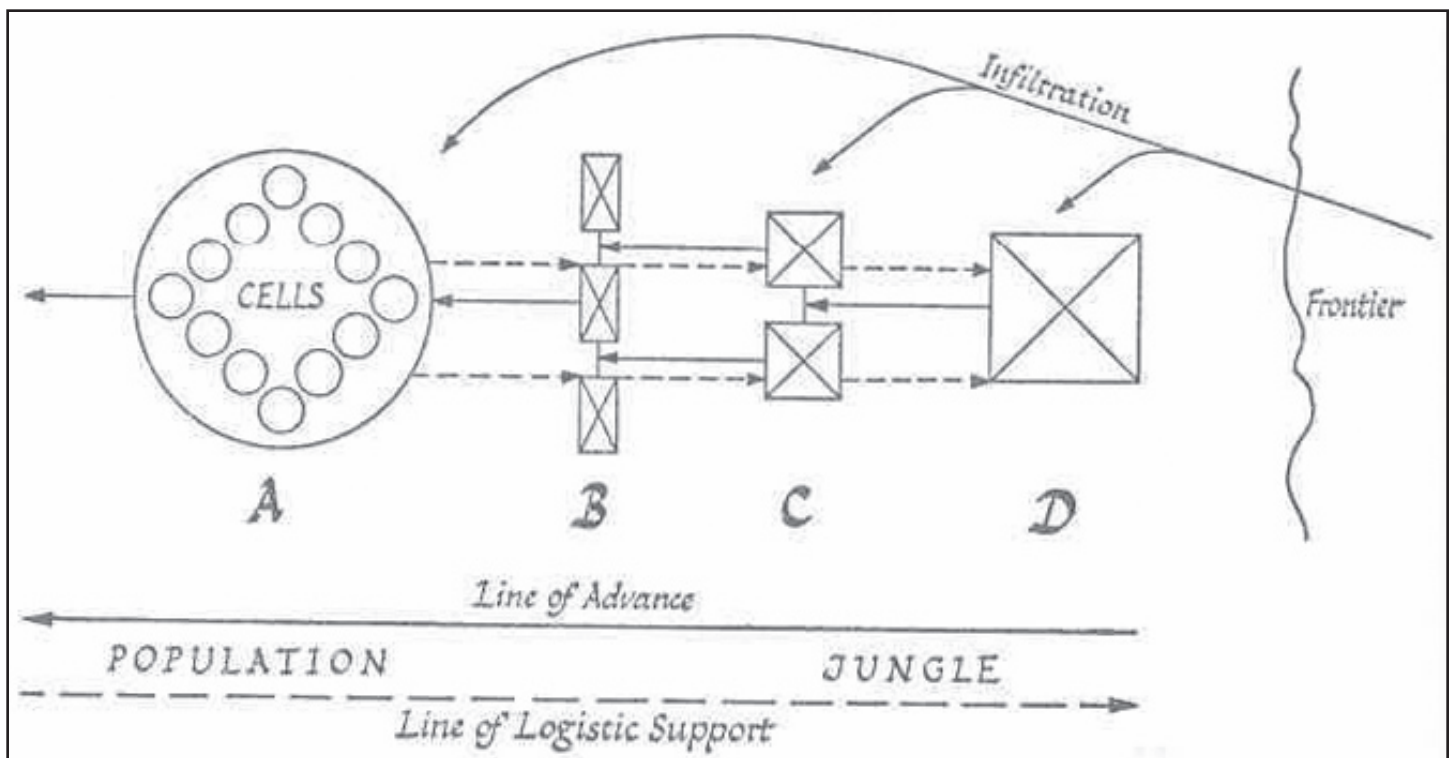 Infiltration
Frontier
CELLS
A B C D
Line of Advance
POPULATION JUNGLE
Line of Logistic Support